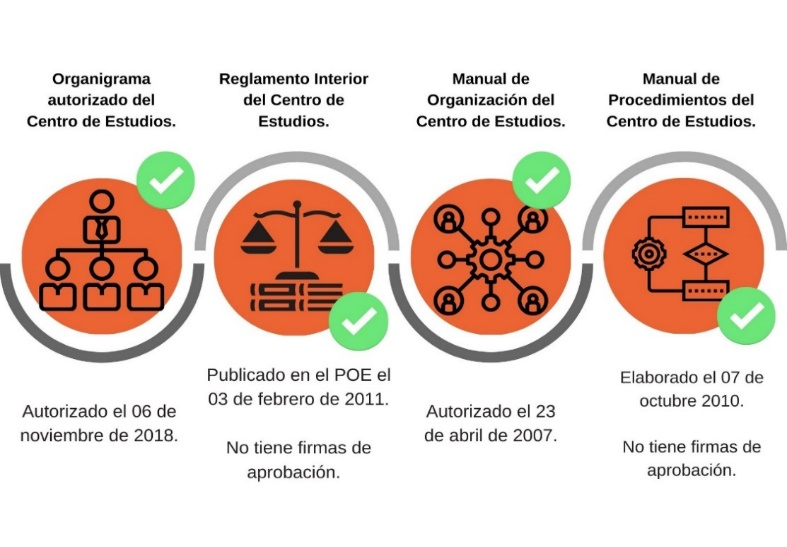 Organigrama
autorizado del
Centro de Estudios.
Autorizado el 06 de
noviembre de 2018.
Reglamento Interior
del Centro de
Estudios.
Publicado en el POE el
03 de febrero de 2011.
No tiene firmas de
aprobación.
Manual de
Organización del
Centro de Estudios.
Autorizado el 23
de abril de 2007.
Manual de
Procedimientos del
Centro de Estudios.
Elaborado el 07 de
octubre 2010.
No tiene firmas de
aprobación.